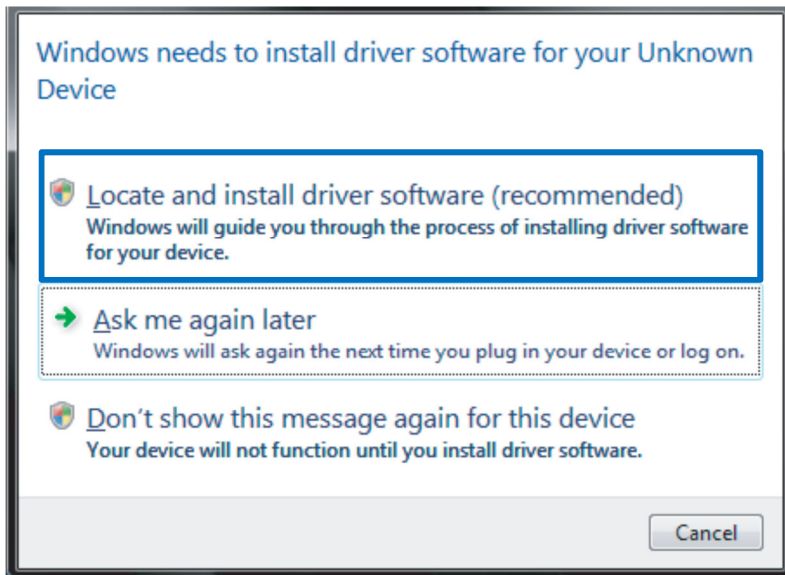 Windows needs to install driver software for your Unknown
Device
Locate and install driver software (recommended)
Windows will guide you through the process of installing driver software
for your device.
Ask me again later
Windows will ask again the next time you plug in your device or log on.
Don't show this message again for this device
Your device will not function until you install driver software.
Cancel